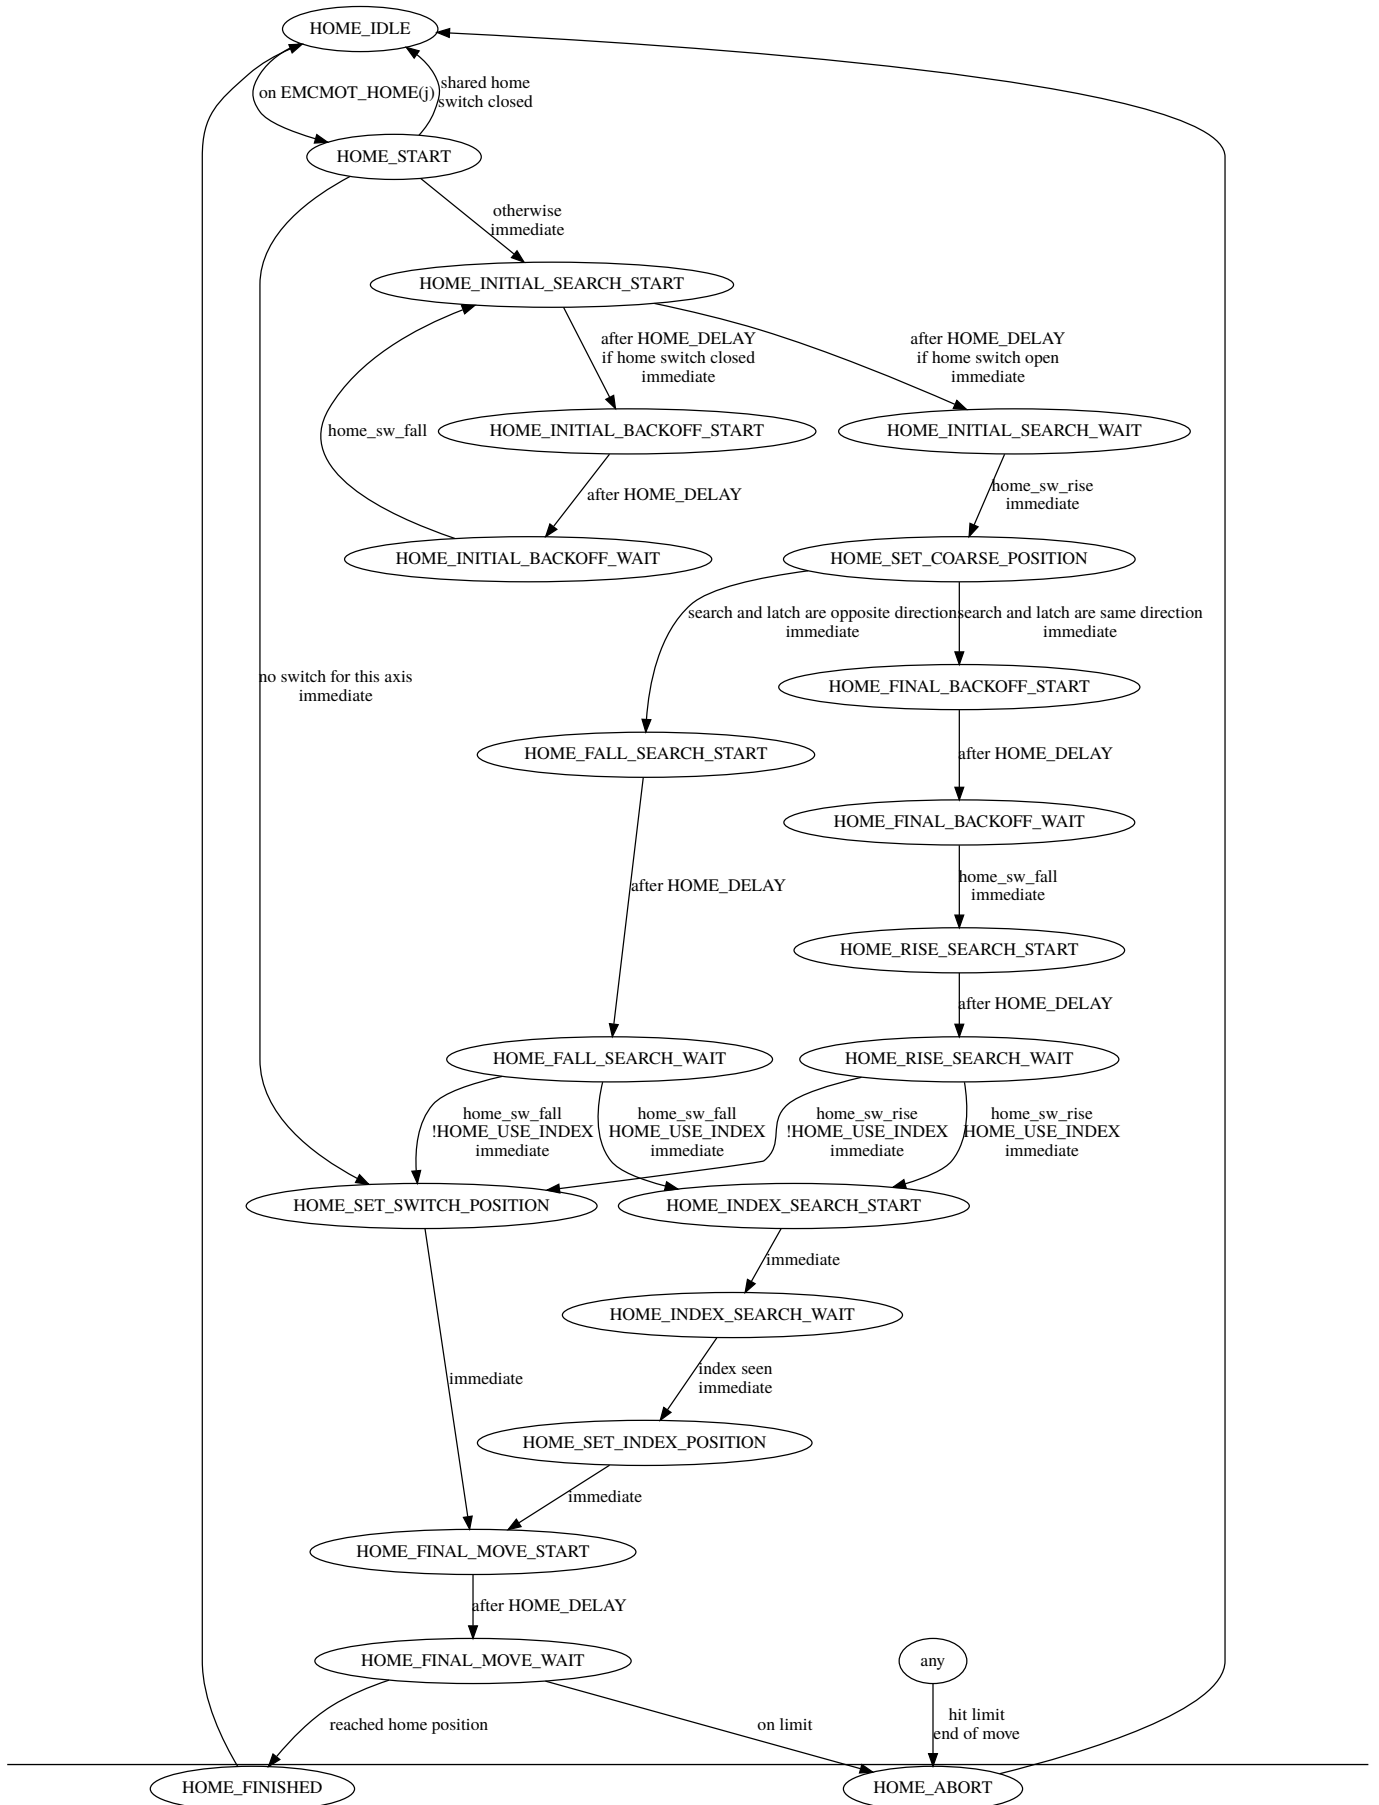 HOME_IDLE
on EMCMOT_HOME(j)
shared home
switch closed
HOME_START
otherwise
immediate
HOME_INITIAL_SEARCH_START
after HOME_DELAY
if home switch closed
immediate
after HOME_DELAY
if home switch open
immediate
home_sw_fall
HOME_INITIAL_BACKOFF_START
HOME_INITIAL_SEARCH_WAIT
after HOME_DELAY
home_sw_rise
immediate
HOME_INITIAL_BACKOFF_WAIT
HOME_SET_COARSE_POSITION
search and latch are opposite direction
immediate
search and latch are same direction
immediate
no switch for this axis
immediate
HOME_FINAL_BACKOFF_START
HOME_FALL_SEARCH_START
after HOME_DELAY
HOME_FINAL_BACKOFF_WAIT
after HOME_DELAY
home_sw_fall
immediate
HOME_RISE_SEARCH_START
after HOME_DELAY
HOME_FALL_SEARCH_WAIT
HOME_RISE_SEARCH_WAIT
home_sw_fall
!HOME_USE_INDEX
immediate
home_sw_fall
HOME_USE_INDEX
immediate
home_sw_rise
!HOME_USE_INDEX
immediate
home_sw_rise
HOME_USE_INDEX
immediate
HOME_SET_SWITCH_POSITION
HOME_INDEX_SEARCH_START
immediate
HOME_INDEX_SEARCH_WAIT
immediate
index seen
immediate
HOME_SET_INDEX_POSITION
immediate
HOME_FINAL_MOVE_START
after HOME_DELAY
HOME_FINAL_MOVE_WAIT
any
reached home position
on limit
hit limit
end of move
HOME_FINISHED
HOME_ABORT